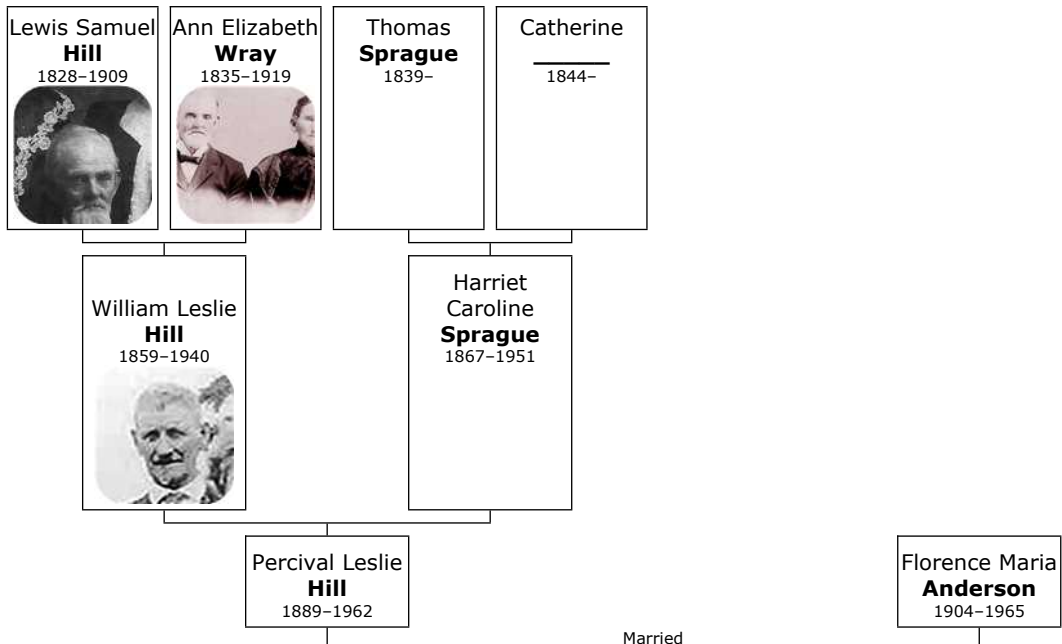 Lewis Samuel
Hill
1828–1909
Ann Elizabeth
Wray
1835–1919
Thomas
Sprague
1839–
Catherine
______
1844–
William Leslie
Hill
1859–1940
Harriet
Caroline
Sprague
1867–1951
Percival Leslie
Hill
1889–1962
Florence Maria
Anderson
1904–1965
Married